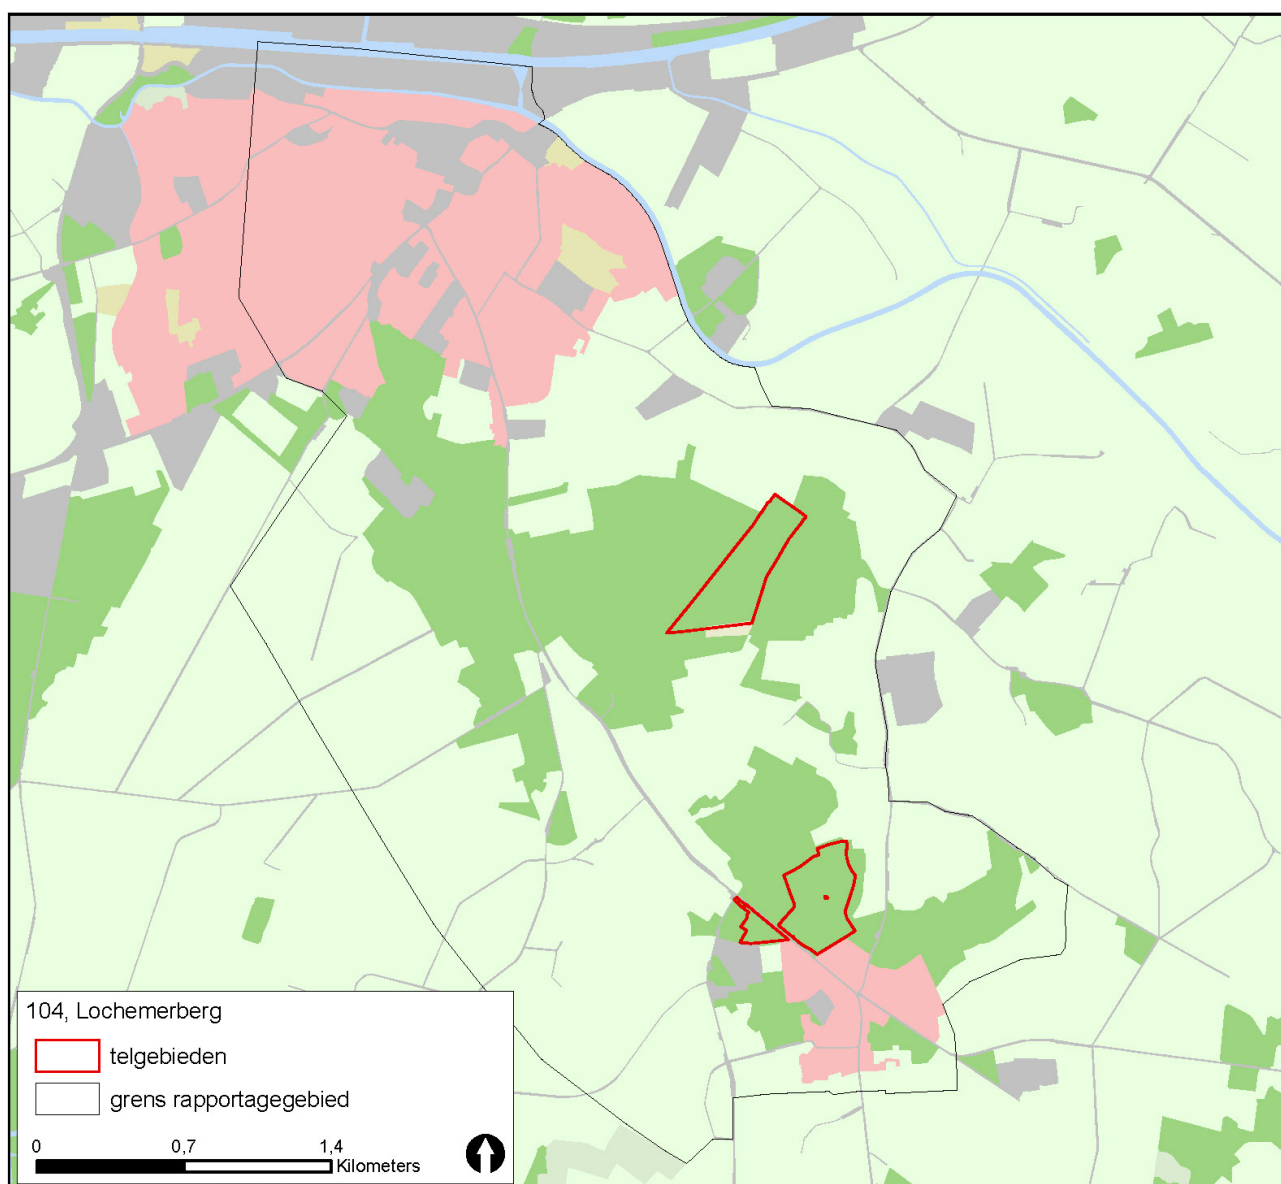 104, Lochemerberg
telgebieden
grens rapportagegebied
0 0,7 1,4
Kilometers